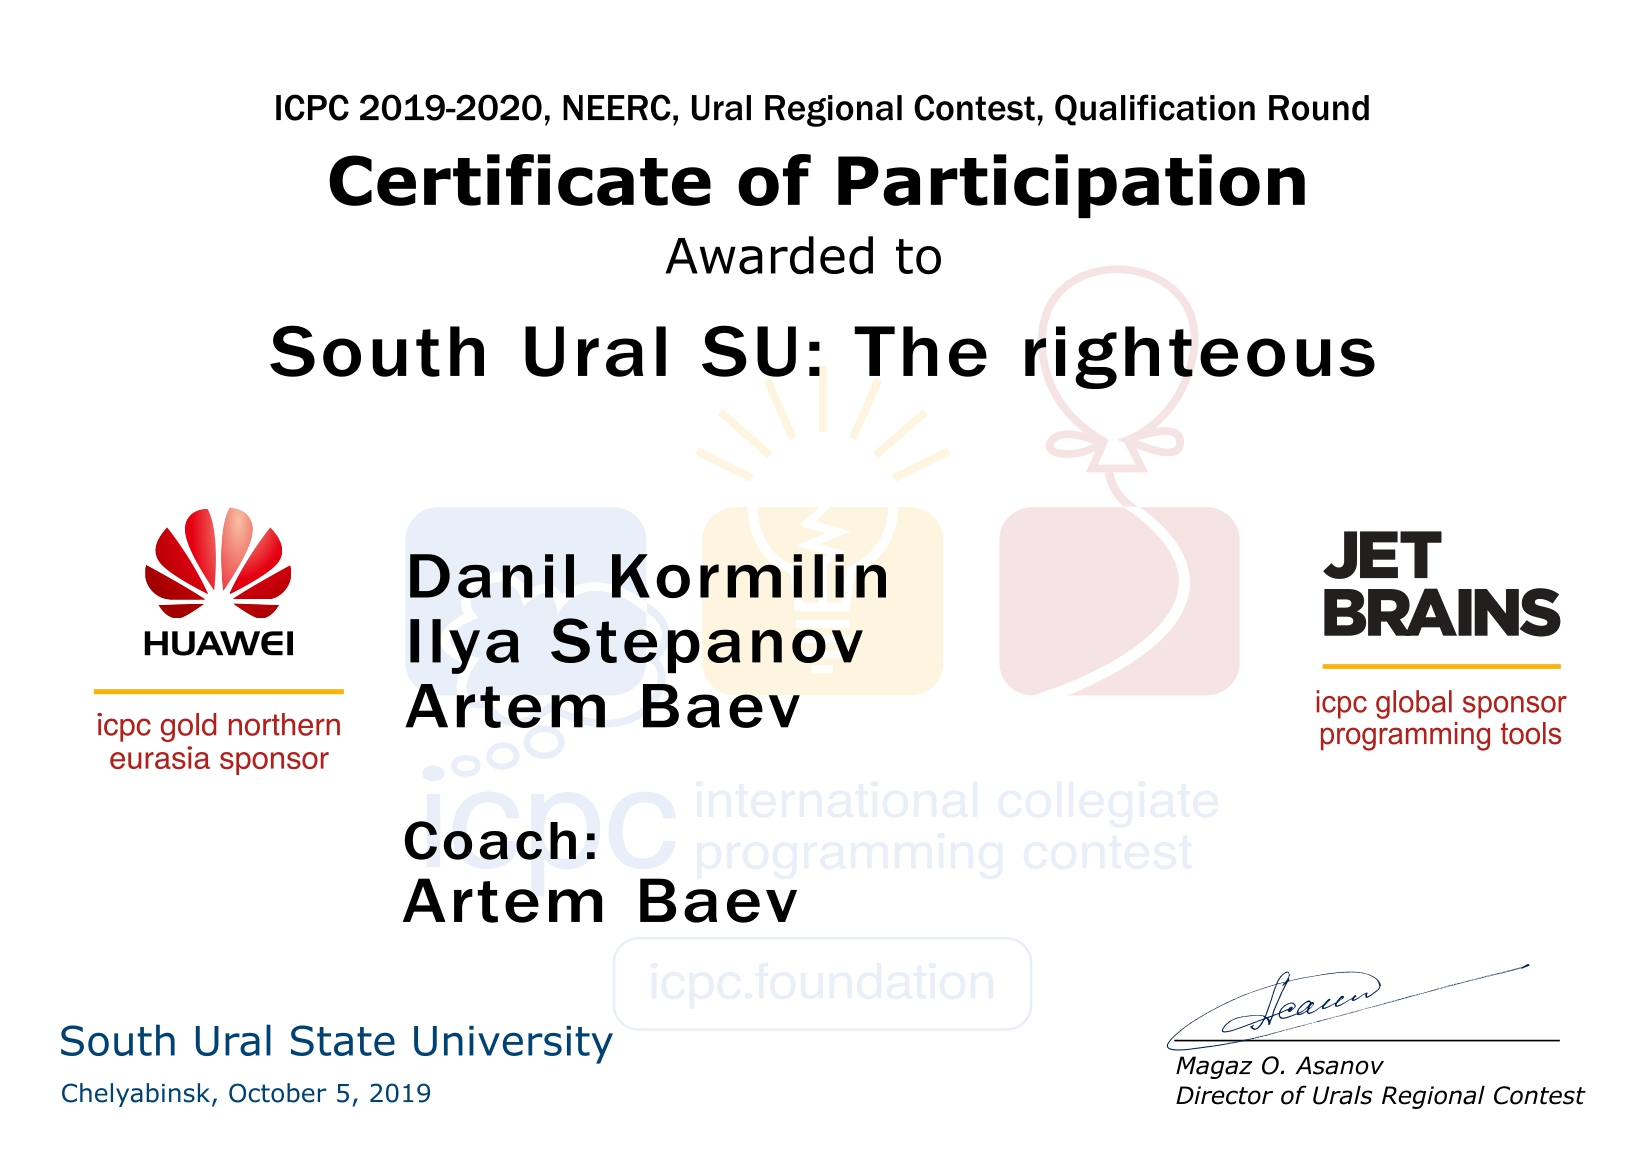 ICPC 2019-2020, NEERC, Ural Regional Contest, Qualification Round
Certificate of Participation
Awarded to
South Ural SU: The righteous
HUAWEI
icpc gold northern
eurasia sponsor
Danil Kormilin
Ilya Stepanov
Artem Baev
JET
BRAINS
icpc global sponsor
programming tools
icpc international collegiate
programming contest
Coach:
Artem Baev
icpc.foundation
South Ural State University
Chelyabinsk, October 5, 2019
Magaz O. Asanov
Director of Urals Regional Contest